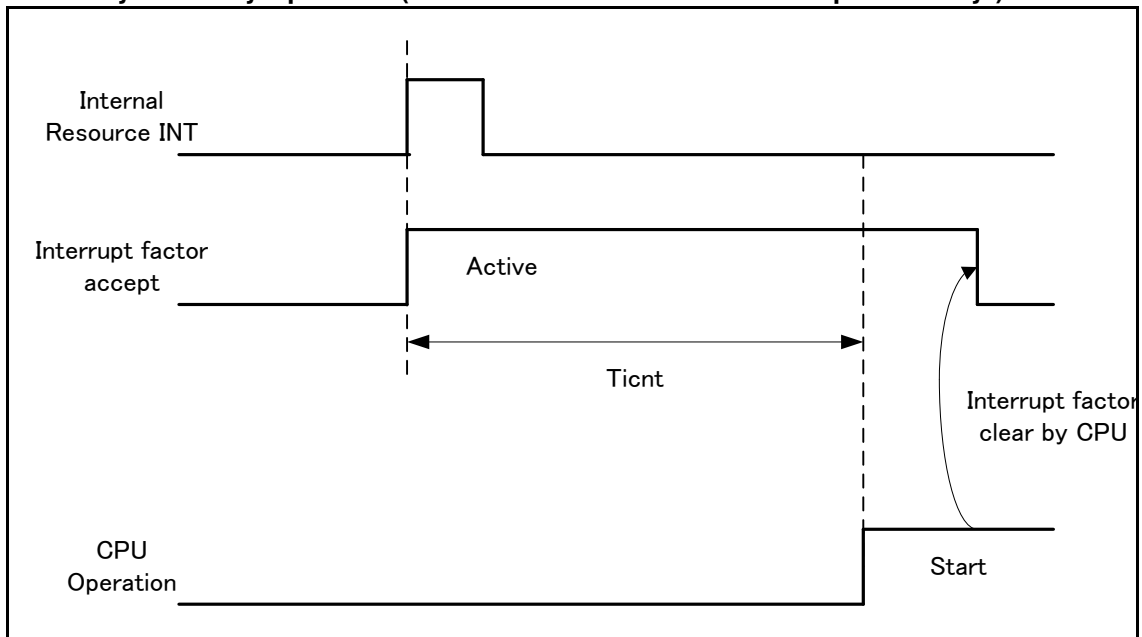 Internal
Resource INT
Interrupt factor
accept
Active
Ticnt
Interrupt factor
clear by CPU
CPU
Operation
Start